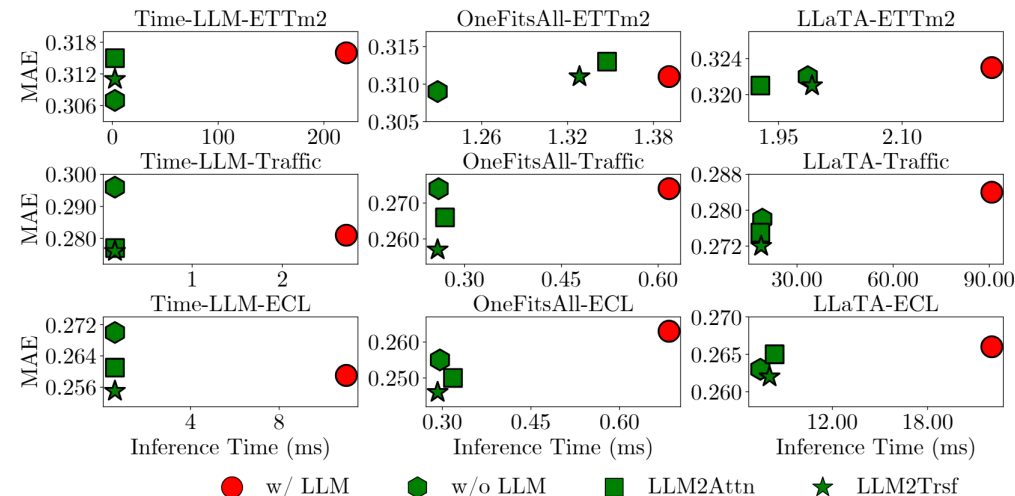 Time-LLM-ETTm2 OneFitsAll-ETTm2 LLaTA-ETTm2
MAE
0.318
0.312
0.306
0 100 200
0.315
0.310
0.305
1.26 1.32 1.38
0.324
0.320
1.95 2.10
Time-LLM-Traffic OneFitsAll-Traffic LLaTA-Traffic
MAE
0.300
0.290
0.280
1 2
0.270
0.260
0.30 0.45 0.60
0.288
0.280
0.272
30.00 60.00 90.00
Time-LLM-ECL OneFitsAll-ECL LLaTA-ECL
MAE
0.272
0.264
0.256
4 8
0.260
0.250
0.30 0.45 0.60
0.270
0.265
0.260
12.00 18.00
Inference Time (ms) Inference Time (ms) Inference Time (ms)
w/ LLM w/o LLM LLM2Attn LLM2Trsf